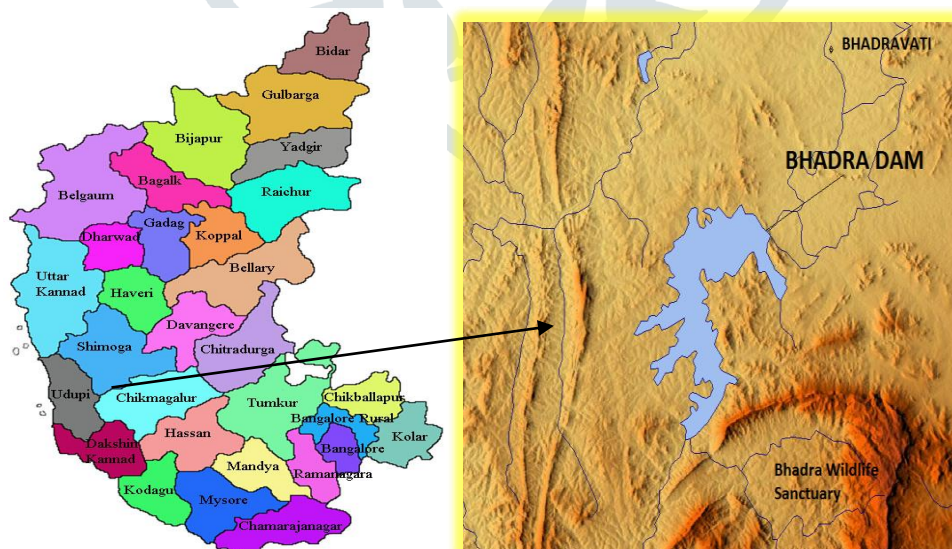 Bidar
Gulbarga
Bijapur
Yadgir
Bagalk
Belgaum
Raichur
Gadag
Koppal
Dharwad
Bellary
Uttar
Kannad
Haveri
Davangere
Shimoga
Chitradurga
Udupi
Chikmagalur
Tumkur
Chikballapur
Bangalore Rural
Hassan
Kolar
Dakshin
Kannad
Bangalore
Mandya
Ramanagara
Kodagu
Mysore
Chamarajanagar
BHADRAVATI
BHADRA DAM
Bhadra Wildlife
Sanctuary